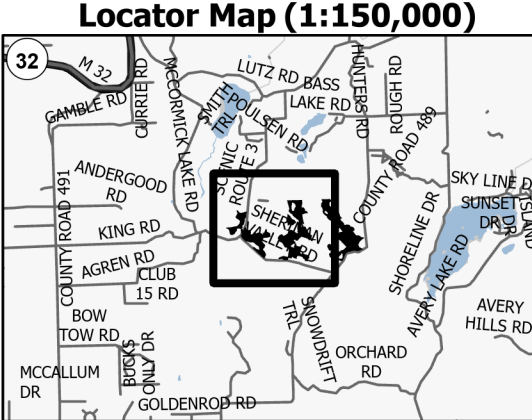 Locator Map (1:150,000)
32
M 32
GAMBLE RD
CURRIE RD
MCCORMICK LAKE RD
SMITH
TRL
LUTZ RD
POULSEN RD
BASS
LAKE RD
HUNTERS RD
ROUGH RD
COUNTY ROAD 489
SCENIC
ROUTE 3
ANDERGOOD
RD
COUNTY ROAD 491
KING RD
AGREN RD
CLUB
15 RD
SHERIDAN
VALLEY RD
SKY LINE D
SUNSET
DR
ISLAND
DR
SHORELINE DR
AVERY LAKE RD
AVERY
HILLS RD
BOW
TOW RD
BUCKS
ONLY DR
MCCALLUM
DR
SNOWDRIFT
TRL
ORCHARD
RD
GOLDENROD RD